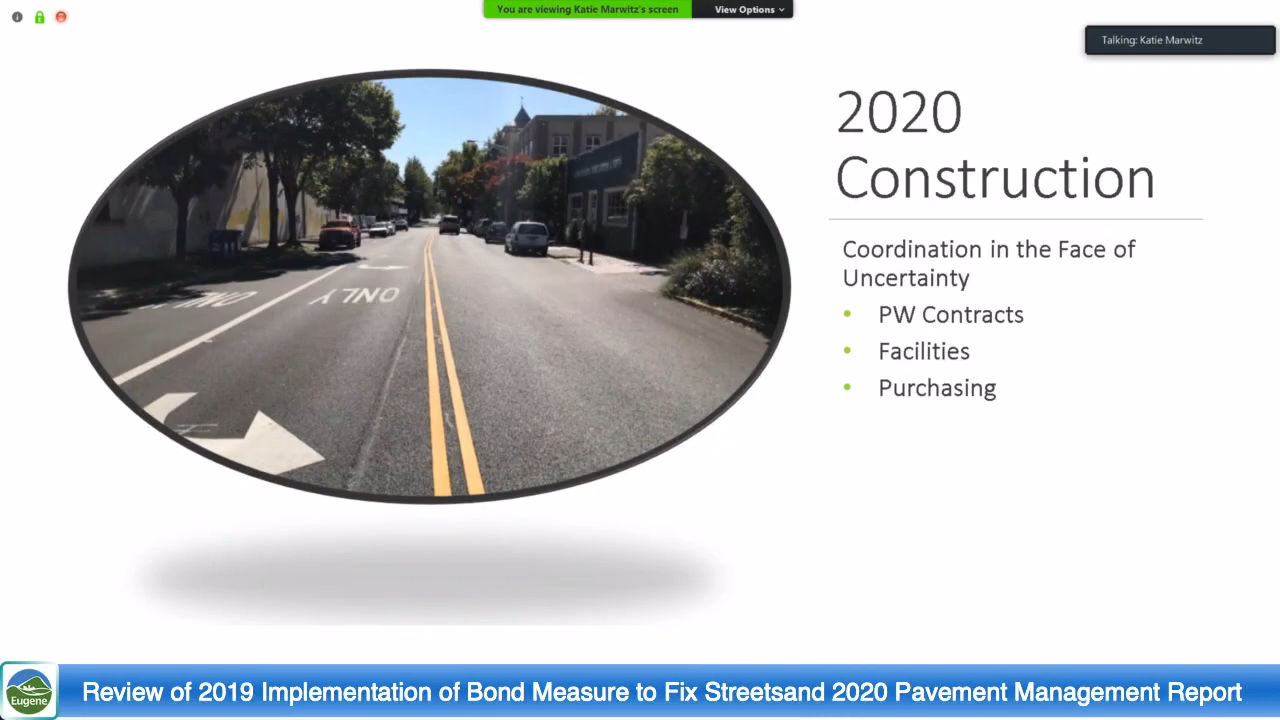 You are viewing Katie Marwitz's screen
View Options
Talking: Katie Marwitz
2020
Construction
Coordination in the Face of
Uncertainty
• PW Contracts
• Facilities
• Purchasing
ONLY
ONLY
Eugene
Review of 2019 Implementation of Bond Measure to Fix Streetsand 2020 Pavement Management Report